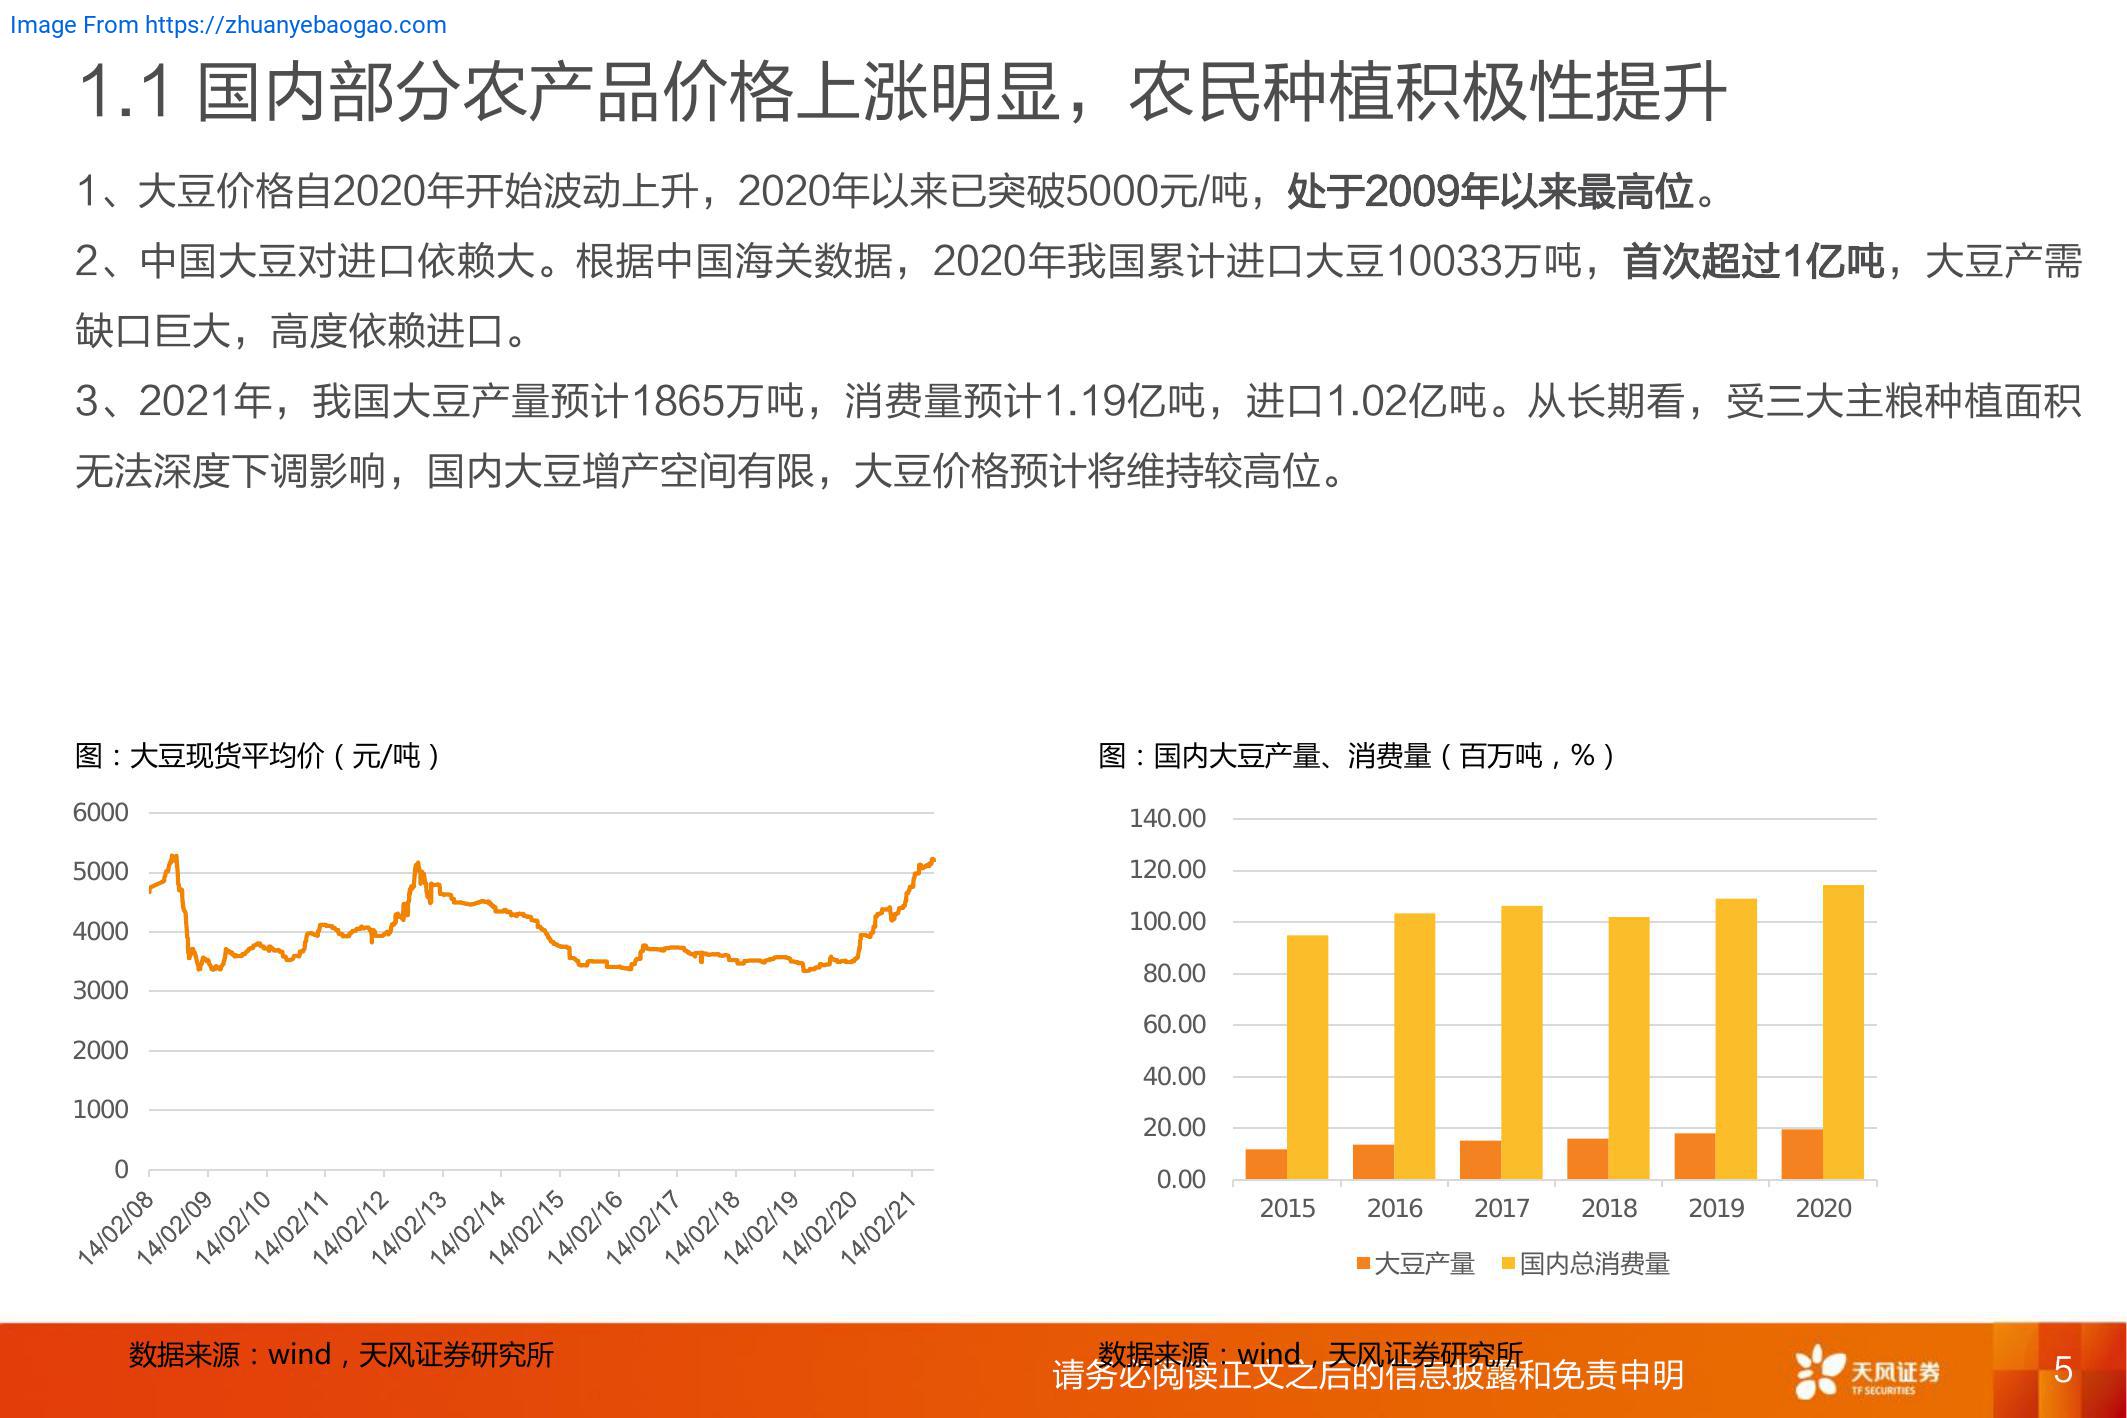 Image From https://zhuanyebaogao.com
1.1 国内部分农产品价格上涨明显，农民种植积极性提升
1、大豆价格自2020年开始波动上升，2020年以来已突破5000元/吨，处于2009年以来最高位。
2、中国大豆对进口依赖大。根据中国海关数据，2020年我国累计进口大豆10033万吨，首次超过1亿吨，大豆产需
缺口巨大，高度依赖进口。
3、2021年，我国大豆产量预计1865万吨，消费量预计1.19亿吨，进口1.02亿吨。从长期看，受三大主粮种植面积
无法深度下调影响，国内大豆增产空间有限，大豆价格预计将维持较高位。
图：大豆现货平均价（元/吨）
6000
5000
4000
3000
2000
1000
0
14/02/08
14/02/09
14/02/10
14/02/11
14/02/12
14/02/13
14/02/14
14/02/15
14/02/16
14/02/17
14/02/18
14/02/19
14/02/20
14/02/21
图：国内大豆产量、消费量（百万吨，%）
140.00
120.00
100.00
80.00
60.00
40.00
20.00
0.00
2015
2016
2017
2018
2019
2020
大豆产量
国内总消费量
数据来源：wind，天风证券研究所
数据来源：wind，天风证券研究所
请务必阅读正文之后的信息披露和免责申明
天风证券
TF SECURITIES
5